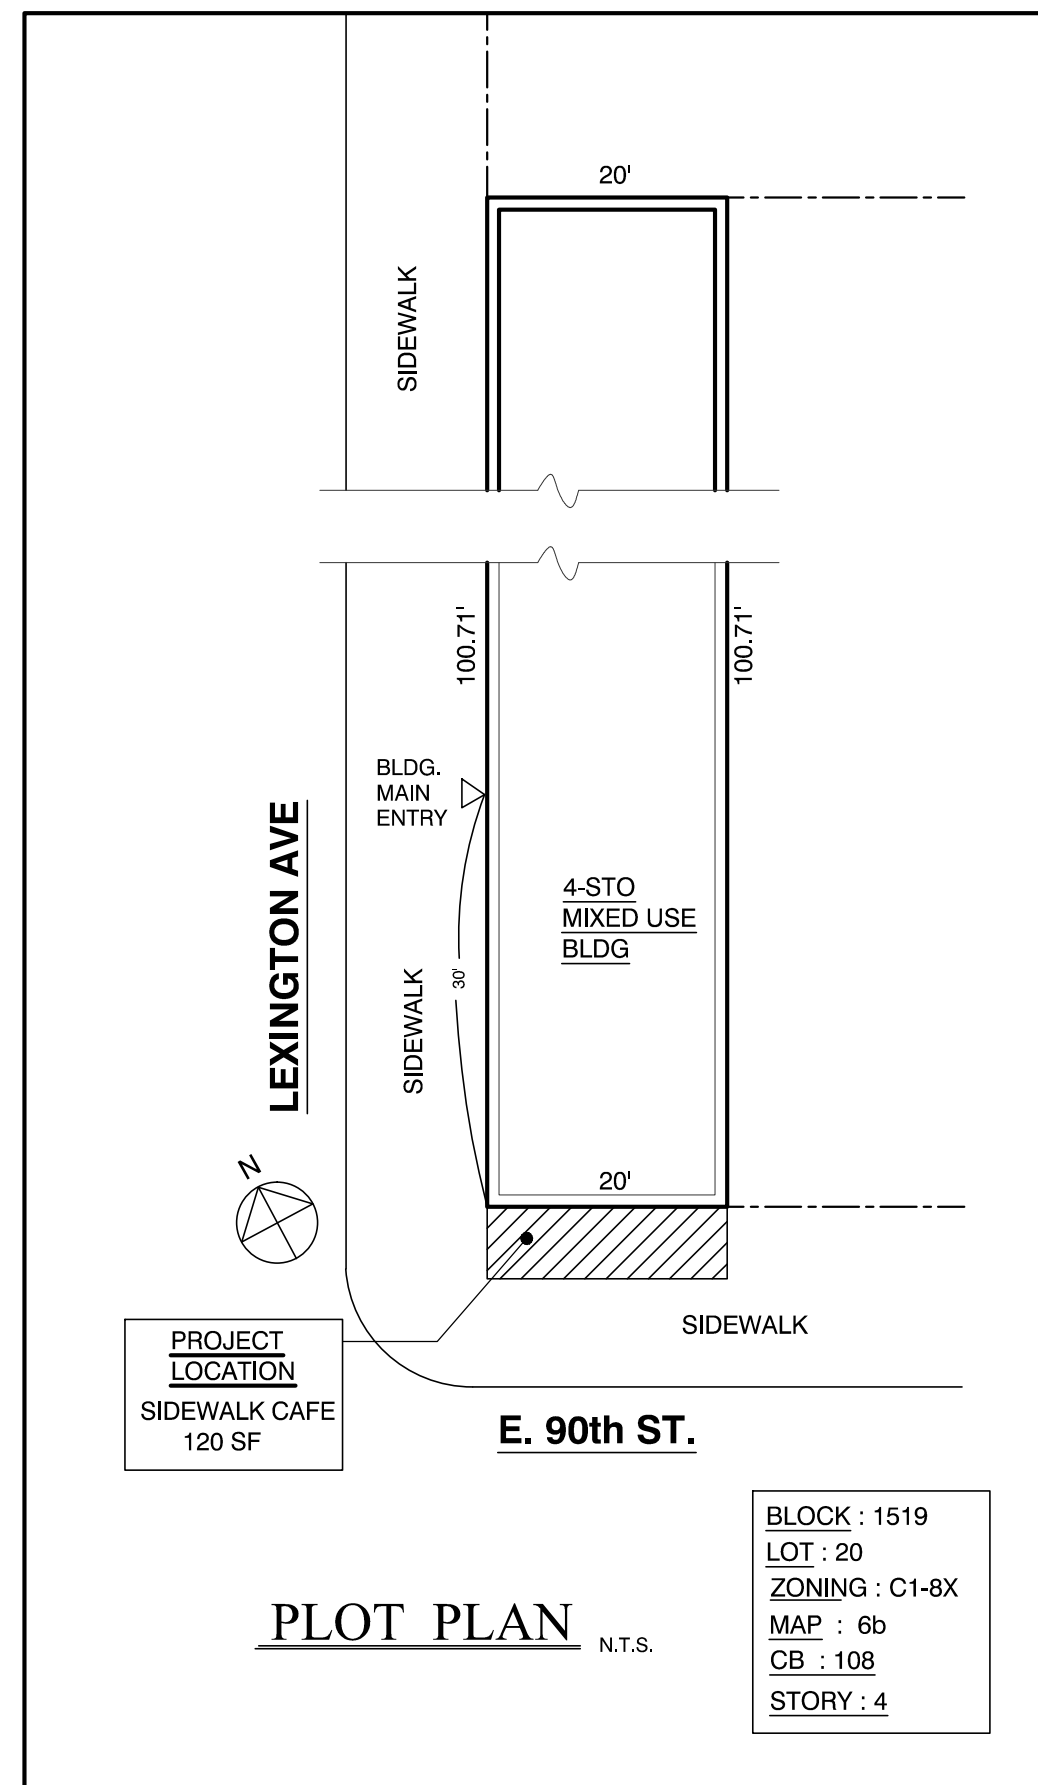 20'
SIDEWALK
100.71'
100.71'
BLDG.
MAIN
ENTRY
LEXINGTON AVE
4-STO
MIXED USE
BLDG
30'
SIDEWALK
N
20'
SIDEWALK
PROJECT
LOCATION
SIDEWALK CAFE
120 SF
E. 90th ST.
BLOCK : 1519
LOT : 20
ZONING : C1-8X
MAP : 6b
CB : 108
STORY : 4
PLOT PLAN N.T.S.